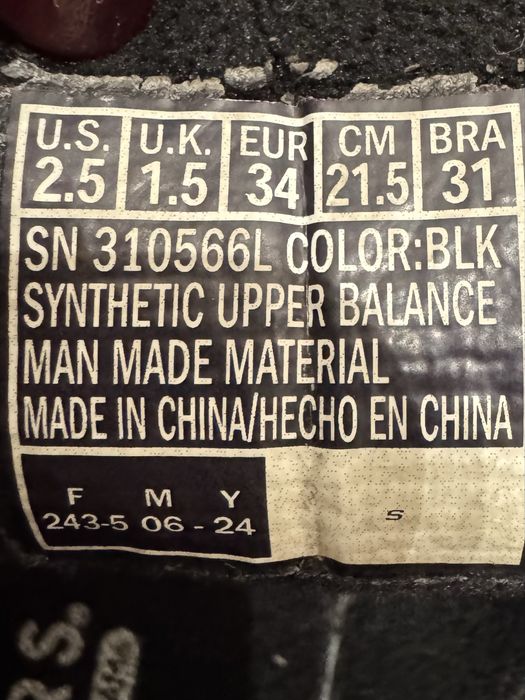 U.S. U.K. EUR CM BRA
2.5 1.5 34 21.5 31
SN 310566L COLOR:BLK
SYNTHETIC UPPER BALANCE
MAN MADE MATERIAL
MADE IN CHINA/HECHO EN CHINA
F M Y
243-5 06 - 24
S
RS.